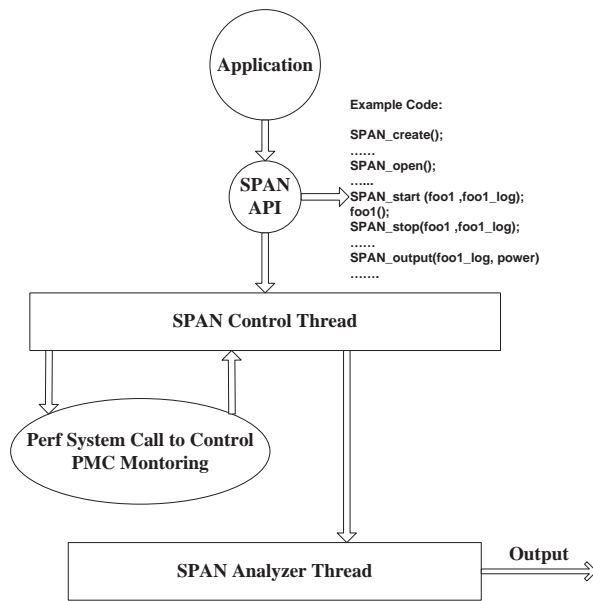 Application
Example Code:
SPAN_create();
……
SPAN_open();
…...
SPAN_start (foo1 ,foo1_log);
foo1();
SPAN_stop(foo1 ,foo1_log);
……
SPAN_output(foo1_log, power)
…….
SPAN
API
SPAN Control Thread
Perf System Call to Control
PMC Montoring
SPAN Analyzer Thread
Output